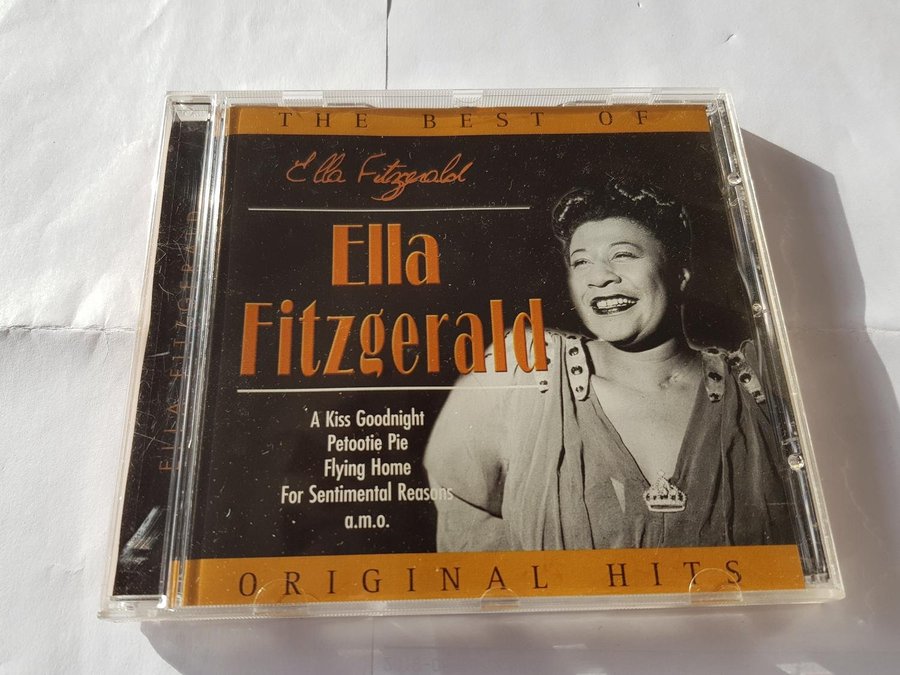 THE BEST OF
Ella Fitzgerald
Ella
Fitzgerald
A Kiss Goodnight
Petootie Pie
Flying Home
For Sentimental Reasons
a.m.o.
ORIGINAL HITS
ELLA FITZGERALD